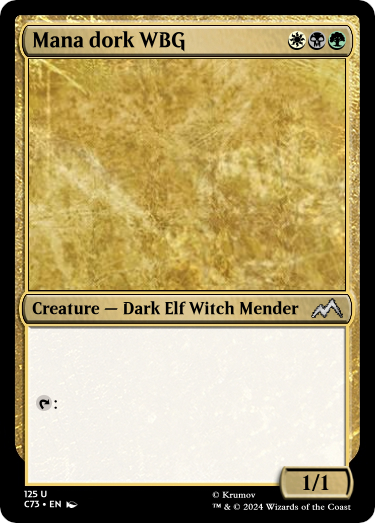 Mana dork WBG
Creature — Dark Elf Witch Mender
:
1/1
125 U
C73 • EN
© Krumov
™ & © 2024 Wizards of the Coast